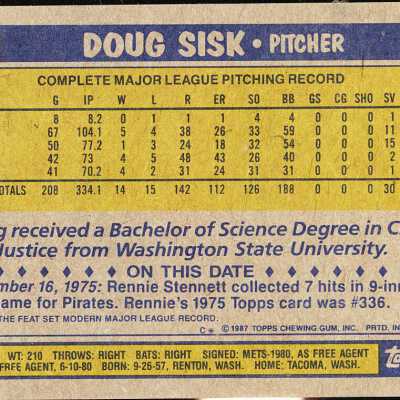 DOUG SISK • PITCHER
COMPLETE MAJOR LEAGUE PITCHING RECORD
G IP W L R ER SO BB GS CG SHO SV
8 8.2 0 1 1 1 4 4 0 0 0 1
67 104.1 5 4 38 26 33 59 0 0 0 11
50 77.2 1 3 24 18 32 54 0 0 0 15
42 73 4 5 48 43 26 40 0 0 0 2
41 70.2 4 2 31 24 31 31 0 0 0 1
OTALS 208 334.1 14 15 142 112 126 188 0 0 0 30
g received a Bachelor of Science Degree in C
Justice from Washington State University.
ON THIS DATE
mber 16, 1975: Rennie Stennett collected 7 hits in 9-inn
ame for Pirates. Rennie's 1975 Topps card was #336.
THE FEAT SET MODERN MAJOR LEAGUE RECORD.
C * © 1987 TOPPS CHEWING GUM, INC. PRTD. IN
WT: 210 THROWS: RIGHT BATS: RIGHT SIGNED: METS-1980, AS FREE AGENT
FREE AGENT, 6-10-80 BORN: 9-26-57, RENTON, WASH. HOME: TACOMA, WASH.